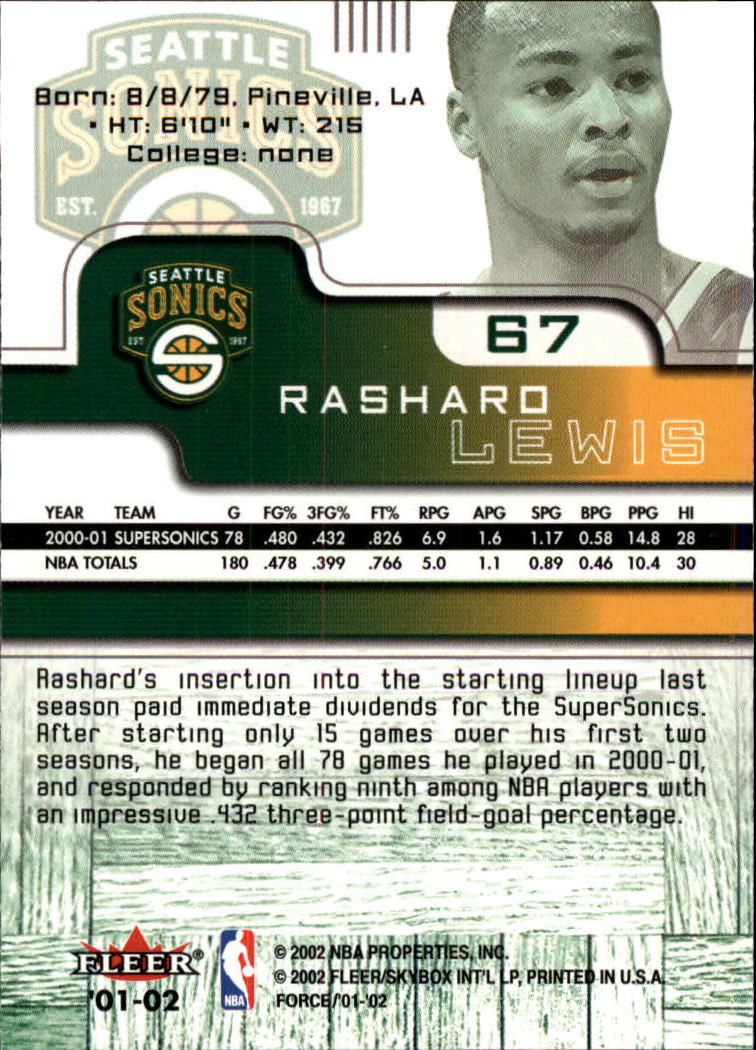 SEATTLE
SONICS
EST. 1967
Born: 8/8/79, Pineville, LA
• HT: 6'10" • WT: 215
College: none
SEATTLE
SONICS
EST. 1967
67
RASHARD
LEWIS
YEAR TEAM G FG% 3FG% FT% RPG APG SPG BPG PPG HI
2000-01 SUPERSONICS 78 .480 .432 .826 6.9 1.6 1.17 0.58 14.8 28
NBA TOTALS 180 .478 .399 .766 5.0 1.1 0.89 0.46 10.4 30
Rashard's insertion into the starting lineup last
season paid immediate dividends for the SuperSonics.
After starting only 15 games over his first two
seasons, he began all 78 games he played in 2000-01,
and responded by ranking ninth among NBA players with
an impressive .432 three-point field-goal percentage.
FLEER®
'01-02
NBA
© 2002 NBA PROPERTIES, INC.
© 2002 FLEER/SKYBOX INT'L LP, PRINTED IN U.S.A.
FORCE/'01-'02